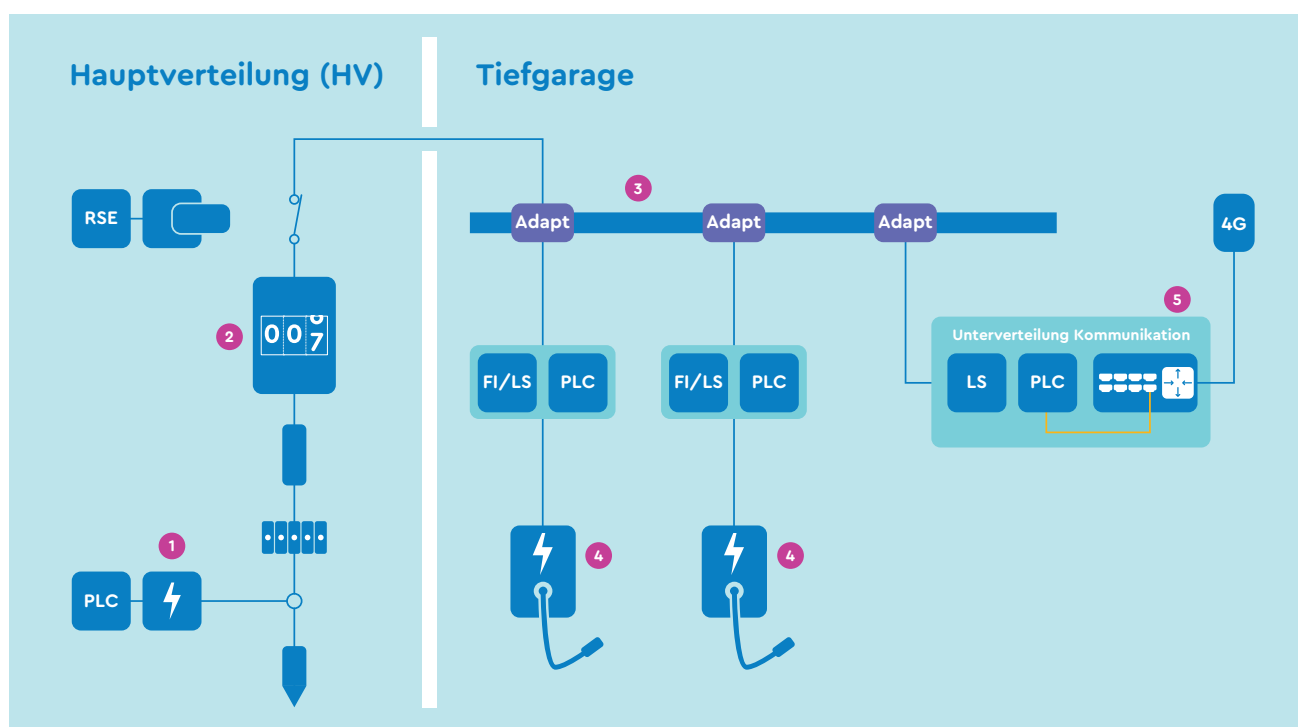 Hauptverteilung (HV)
Tiefgarage
RSE
3
Adapt
Adapt
Adapt
4G
2
007
5
Unterverteilung Kommunikation
FI/LS
PLC
FI/LS
PLC
LS
PLC
1
4
4
PLC